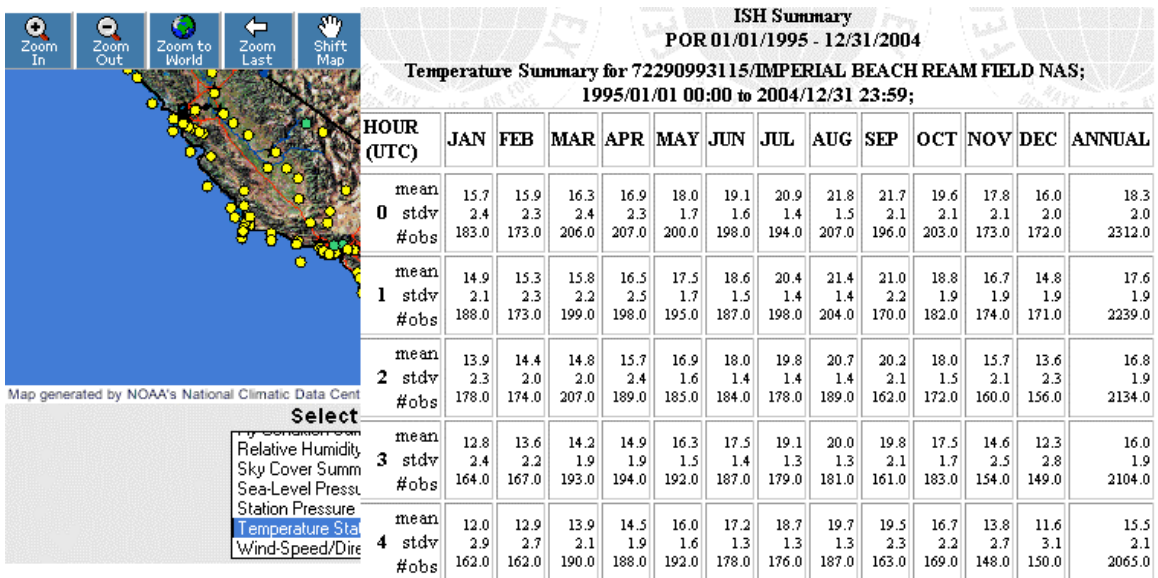 Zoom In
Zoom Out
Zoom to World
Zoom Last
Shift Map
Map generated by NOAA's National Climatic Data Cent
Select
Relative Humidity
Sky Cover Summ
Sea-Level Pressu
Station Pressure
Temperature Stat
Wind-Speed/Dire
ISH Summary
POR 01/01/1995 - 12/31/2004
Temperature Summary for 72290993115/IMPERIAL BEACH REAM FIELD NAS;
1995/01/01 00:00 to 2004/12/31 23:59;
HOUR (UTC) JAN FEB MAR APR MAY JUN JUL AUG SEP OCT NOV DEC ANNUAL
mean 15.7 15.9 16.3 16.9 18.0 19.1 20.9 21.8 21.7 19.6 17.8 16.0 18.3
0 stdv 2.4 2.3 2.4 2.3 1.7 1.6 1.4 1.5 2.1 2.1 2.1 2.0 2.0
#obs 183.0 173.0 206.0 207.0 200.0 198.0 194.0 207.0 196.0 203.0 173.0 172.0 2312.0
mean 14.9 15.3 15.8 16.5 17.5 18.6 20.4 21.4 21.0 18.8 16.7 14.8 17.6
1 stdv 2.1 2.3 2.2 2.5 1.7 1.5 1.4 1.4 2.2 1.9 1.9 1.9 1.9
#obs 188.0 173.0 199.0 198.0 195.0 187.0 198.0 204.0 170.0 182.0 174.0 171.0 2239.0
mean 13.9 14.4 14.8 15.7 16.9 18.0 19.8 20.7 20.2 18.0 15.7 13.6 16.8
2 stdv 2.3 2.0 2.0 2.4 1.6 1.4 1.4 1.4 2.1 1.5 2.1 2.3 1.9
#obs 178.0 174.0 207.0 189.0 185.0 184.0 178.0 189.0 162.0 172.0 160.0 156.0 2134.0
mean 12.8 13.6 14.2 14.9 16.3 17.5 19.1 20.0 19.8 17.5 14.6 12.3 16.0
3 stdv 2.4 2.2 1.9 1.9 1.5 1.4 1.3 1.3 2.1 1.7 2.5 2.8 1.9
#obs 164.0 167.0 193.0 194.0 192.0 187.0 179.0 181.0 161.0 183.0 154.0 149.0 2104.0
mean 12.0 12.9 13.9 14.5 16.0 17.2 18.7 19.7 19.5 16.7 13.8 11.6 15.5
4 stdv 2.9 2.7 2.1 1.9 1.6 1.3 1.3 1.3 2.3 2.2 2.7 3.1 2.1
#obs 162.0 162.0 190.0 188.0 192.0 178.0 176.0 187.0 163.0 169.0 148.0 150.0 2065.0